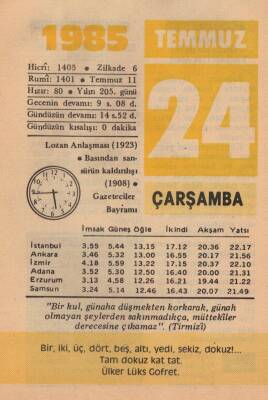 1985
TEMMUZ
24
ÇARŞAMBA
Hicrî: 1405 • Zilkade 6
Rumî: 1401 • Temmuz 11
Hızır: 80 • Yılın 205. günü
Gecenin devamı: 9 s. 08 d.
Gündüzün devamı: 14 s. 52 d.
Gündüzün kısalışı: 0 dakika
Lozan Anlaşması (1923)
• Basından san-
sürün kaldırılışı
(1908) •
Gazeteciler
Bayramı
İmsak Güneş Öğle İkindi Akşam Yatsı
İstanbul 3.55 5.44 13.15 17.12 20.36 22.17
Ankara 3.46 5.32 13.00 16.55 20.17 21.56
İzmir 4.18 5.59 13.22 17.15 20.37 22.10
Adana 3.52 5.30 12.50 16.40 20.00 21.31
Erzurum 3.13 4.58 12.26 16.21 19.44 21.22
Samsun 3.24 5.14 12.46 16.43 20.07 21.49
"Bir kul, günaha düşmekten korkarak, günah
olmayan şeylerden sakınmadıkça, müttekîler
derecesine çıkamaz". (Tirmizî)
Bir, iki, üç, dört, beş, altı, yedi, sekiz, dokuz!...
Tam dokuz kat tat.
Ülker Lüks Gofret.